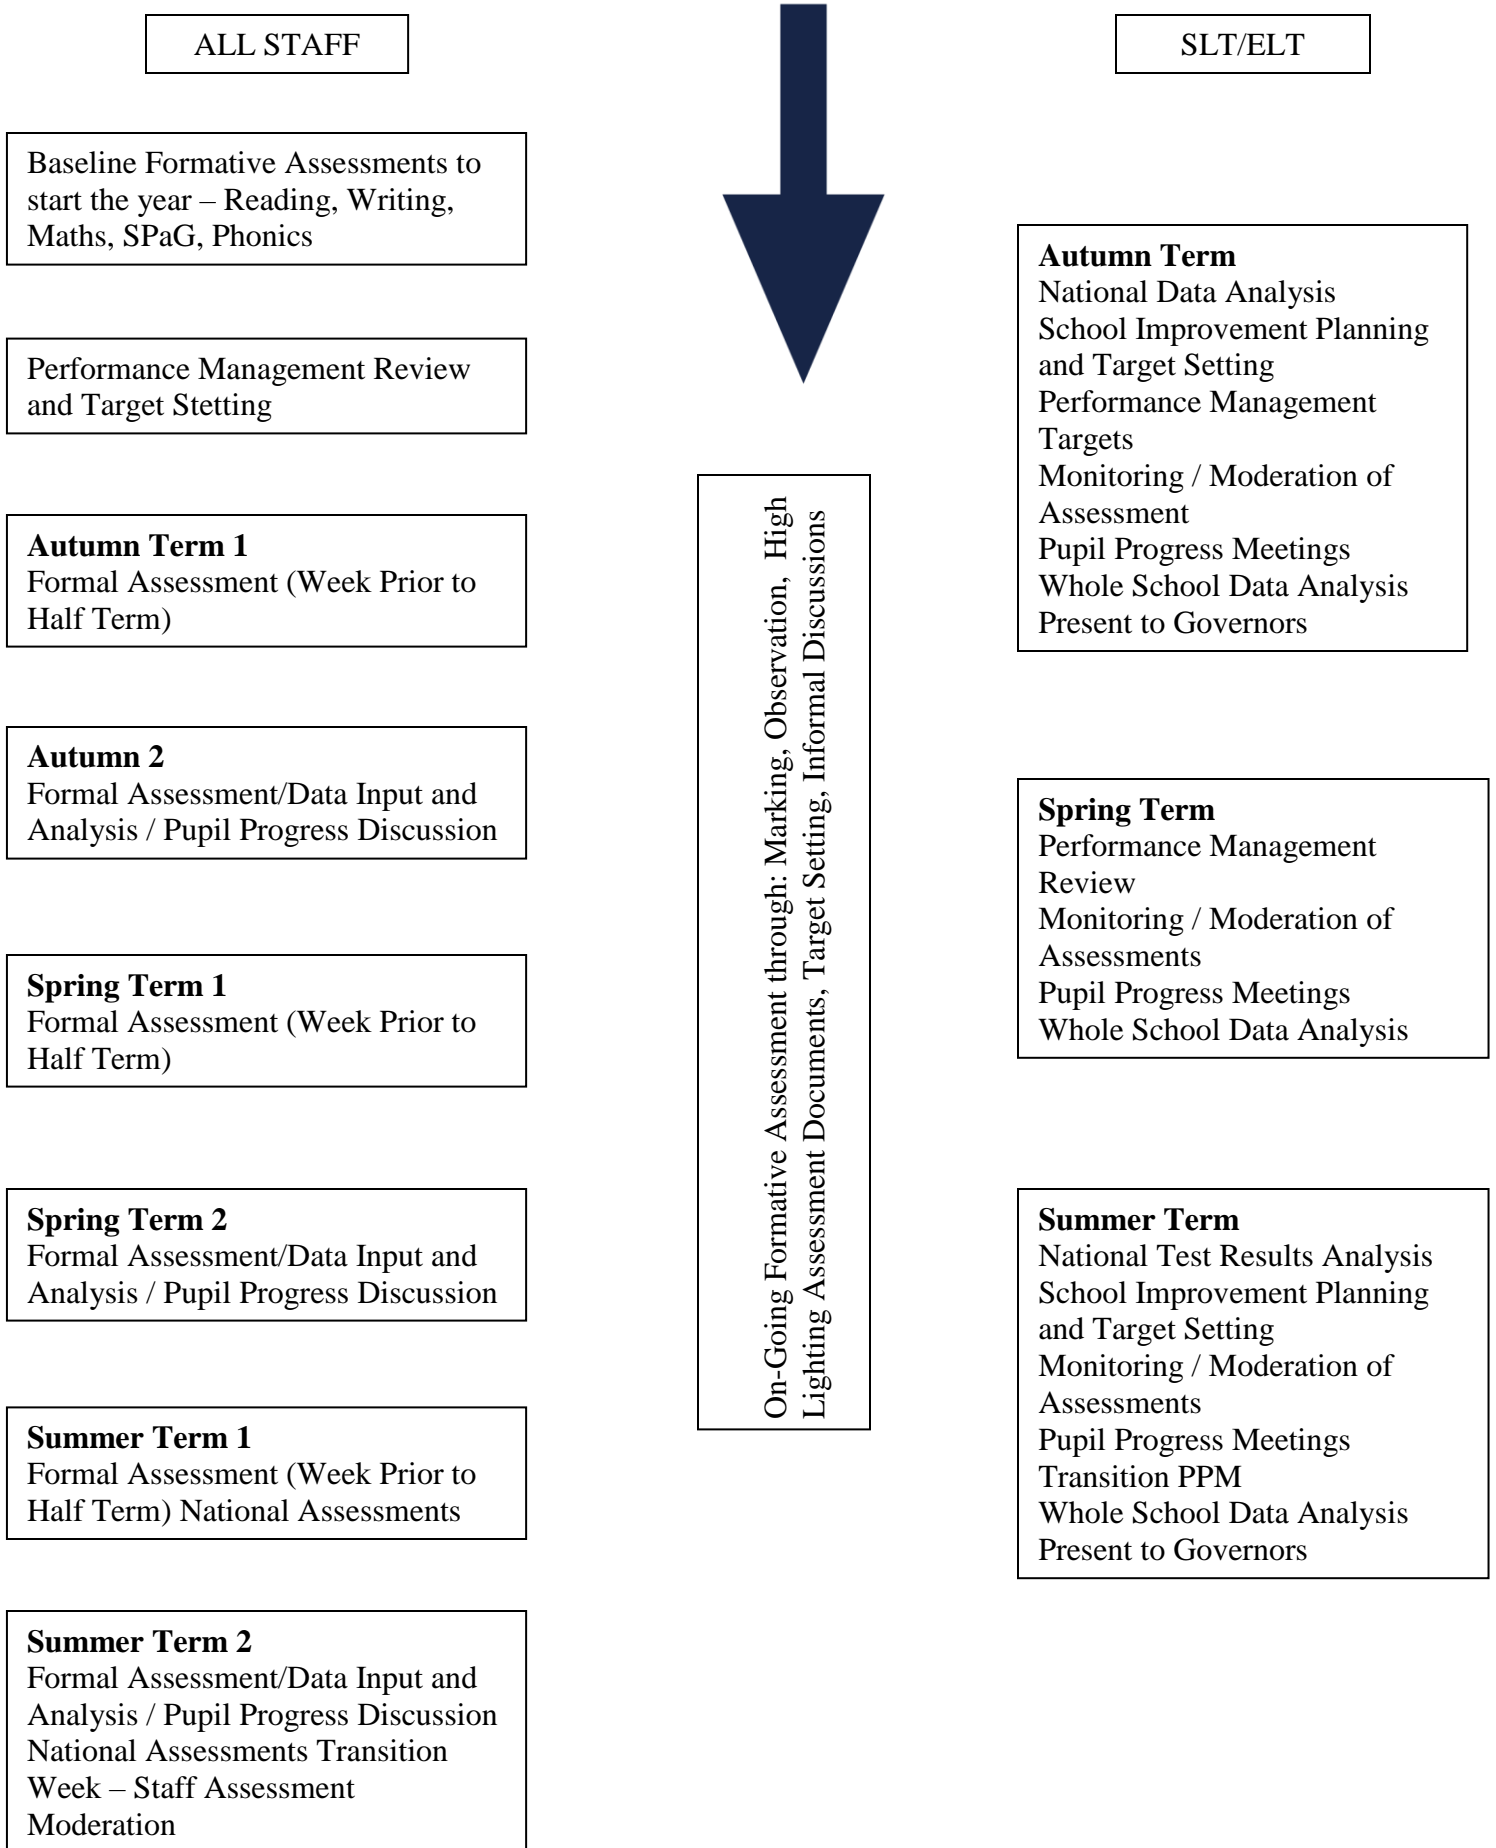 ALL STAFF
Baseline Formative Assessments to
start the year – Reading, Writing,
Maths, SPaG, Phonics
Performance Management Review
and Target Stetting
Autumn Term 1
Formal Assessment (Week Prior to
Half Term)
Autumn 2
Formal Assessment/Data Input and
Analysis / Pupil Progress Discussion
Spring Term 1
Formal Assessment (Week Prior to
Half Term)
Spring Term 2
Formal Assessment/Data Input and
Analysis / Pupil Progress Discussion
Summer Term 1
Formal Assessment (Week Prior to
Half Term) National Assessments
Summer Term 2
Formal Assessment/Data Input and
Analysis / Pupil Progress Discussion
National Assessments Transition
Week – Staff Assessment
Moderation
On-Going Formative Assessment through: Marking, Observation, High
Lighting Assessment Documents, Target Setting, Informal Discussions
SLT/ELT
Autumn Term
National Data Analysis
School Improvement Planning
and Target Setting
Performance Management
Targets
Monitoring / Moderation of
Assessment
Pupil Progress Meetings
Whole School Data Analysis
Present to Governors
Spring Term
Performance Management
Review
Monitoring / Moderation of
Assessments
Pupil Progress Meetings
Whole School Data Analysis
Summer Term
National Test Results Analysis
School Improvement Planning
and Target Setting
Monitoring / Moderation of
Assessments
Pupil Progress Meetings
Transition PPM
Whole School Data Analysis
Present to Governors